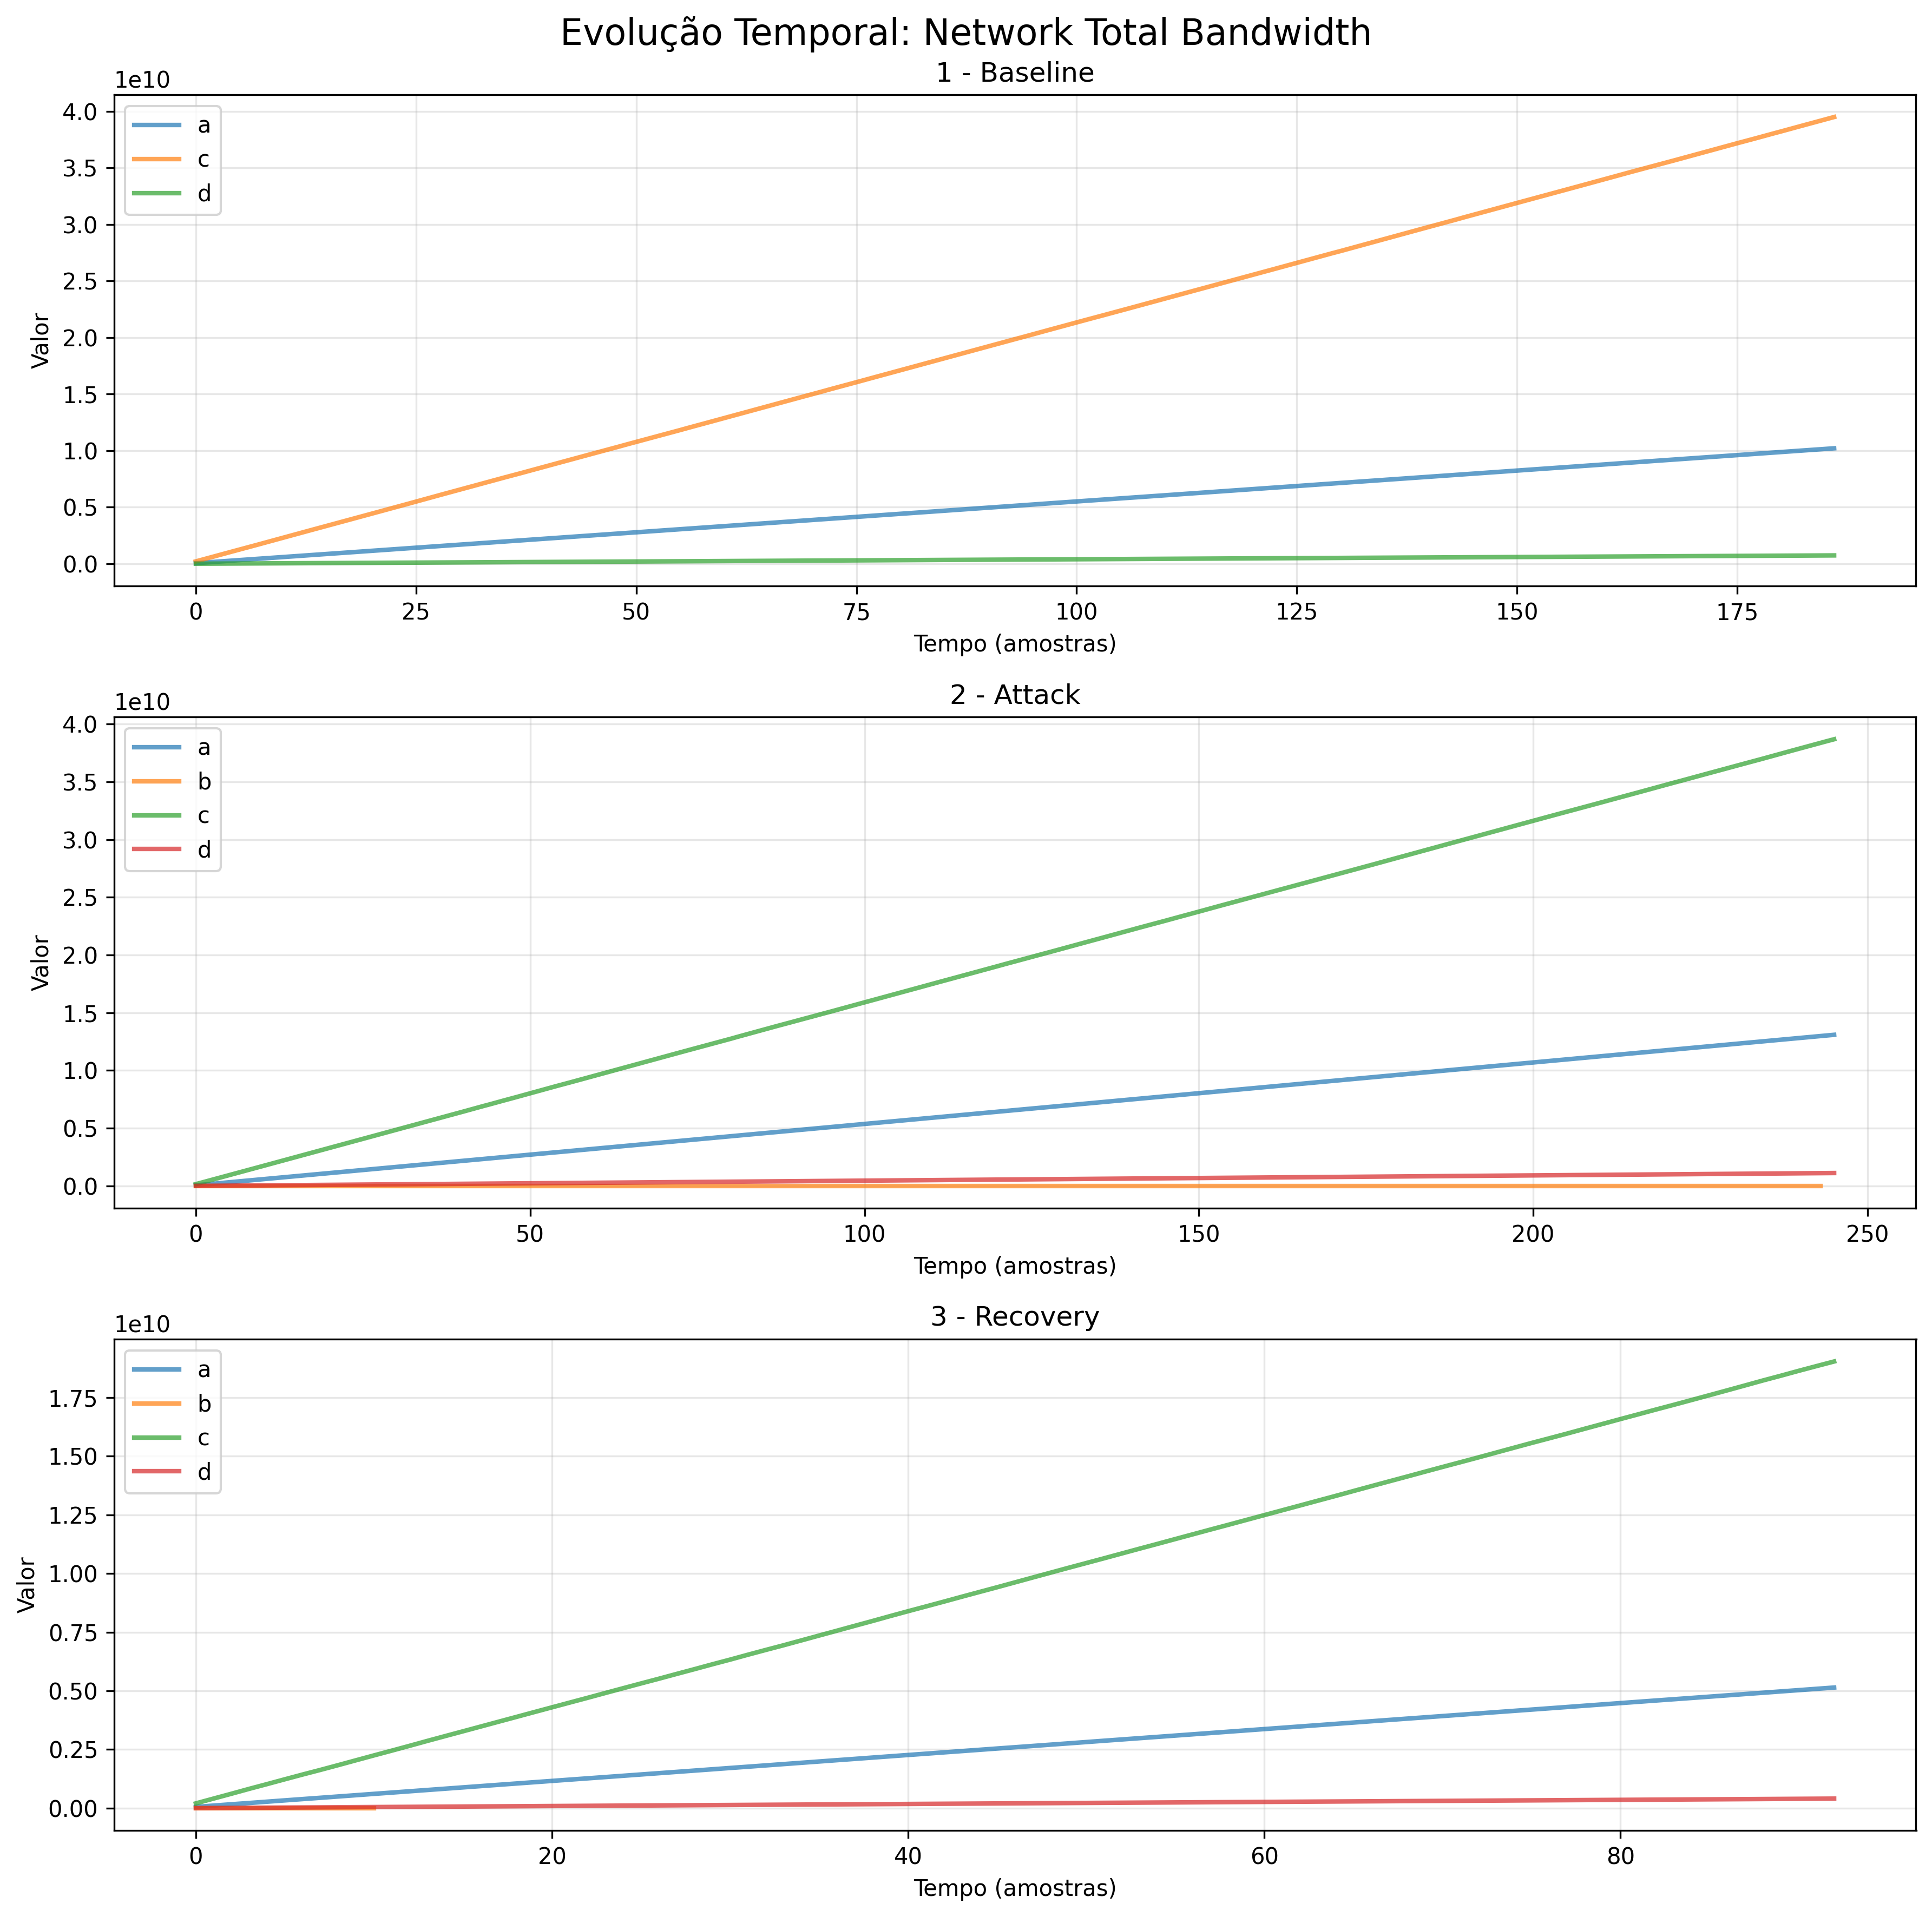 Evolução Temporal: Network Total Bandwidth
1 - Baseline
1e10
4.0
3.5
3.0
2.5
2.0
1.5
1.0
0.5
0.0
Valor
a
c
d
0 25 50 75 100 125 150 175
Tempo (amostras)
2 - Attack
1e10
4.0
3.5
3.0
2.5
2.0
1.5
1.0
0.5
0.0
Valor
a
b
c
d
0 50 100 150 200 250
Tempo (amostras)
3 - Recovery
1e10
1.75
1.50
1.25
1.00
0.75
0.50
0.25
0.00
Valor
a
b
c
d
0 20 40 60 80
Tempo (amostras)